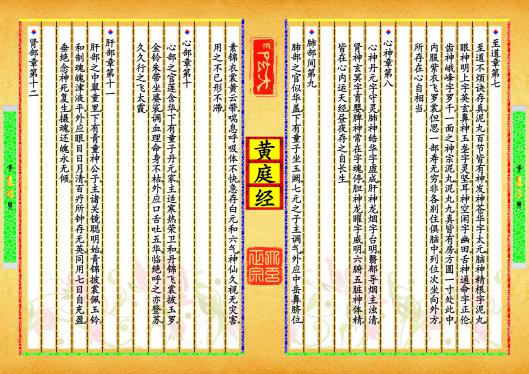 至道章第七
至道不烦诀存真泥丸百节皆有神发神苍华字太元脑神精根字泥丸
眼神明上字英玄鼻神玉垄字灵坚耳神空闲字幽田舌神通命字正伦
齿神崿峰字罗千一面之神宗泥丸泥丸九真皆有房方圆一寸处此中
同服紫衣飞罗裳但思一部寿无穷非各别住俱脑中列位次坐向外方
所存在心自相当
心神章第八
心神丹元字守灵肺神皓华字虚成肝神龙烟字含明翳郁导烟主浊清
肾神玄冥字育婴脾神常在字魂停胆神龙曜字威明六腑五脏神体精
皆在心内运天经昼夜存之自长生
肺部章第九
肺部之宫似华盖下有童子坐玉阙七元之子主调气外应中岳鼻脐位
素锦衣裳黄云带喘息呼吸体不快急存白元和六气神仙久视无灾害
用之不已形不滞
心部章第十
心部之宫莲含华下有童子丹元家主适寒热荣卫和丹锦飞裳披玉罗
金铃朱带坐婆娑调血理命身不枯外应口舌吐五华临绝呼之亦登苏
久久行之飞太霞
肝部章第十一
肝部之中翠重里下有青童神公子主诸关镜聪明始青锦披裳佩玉铃
和制魂魄津液平外应眼目日月清百疴所钟存无英同用七日自充盈
垂绝念神死复生摄魂还魄永无倾
肾部章第十二
黄庭经